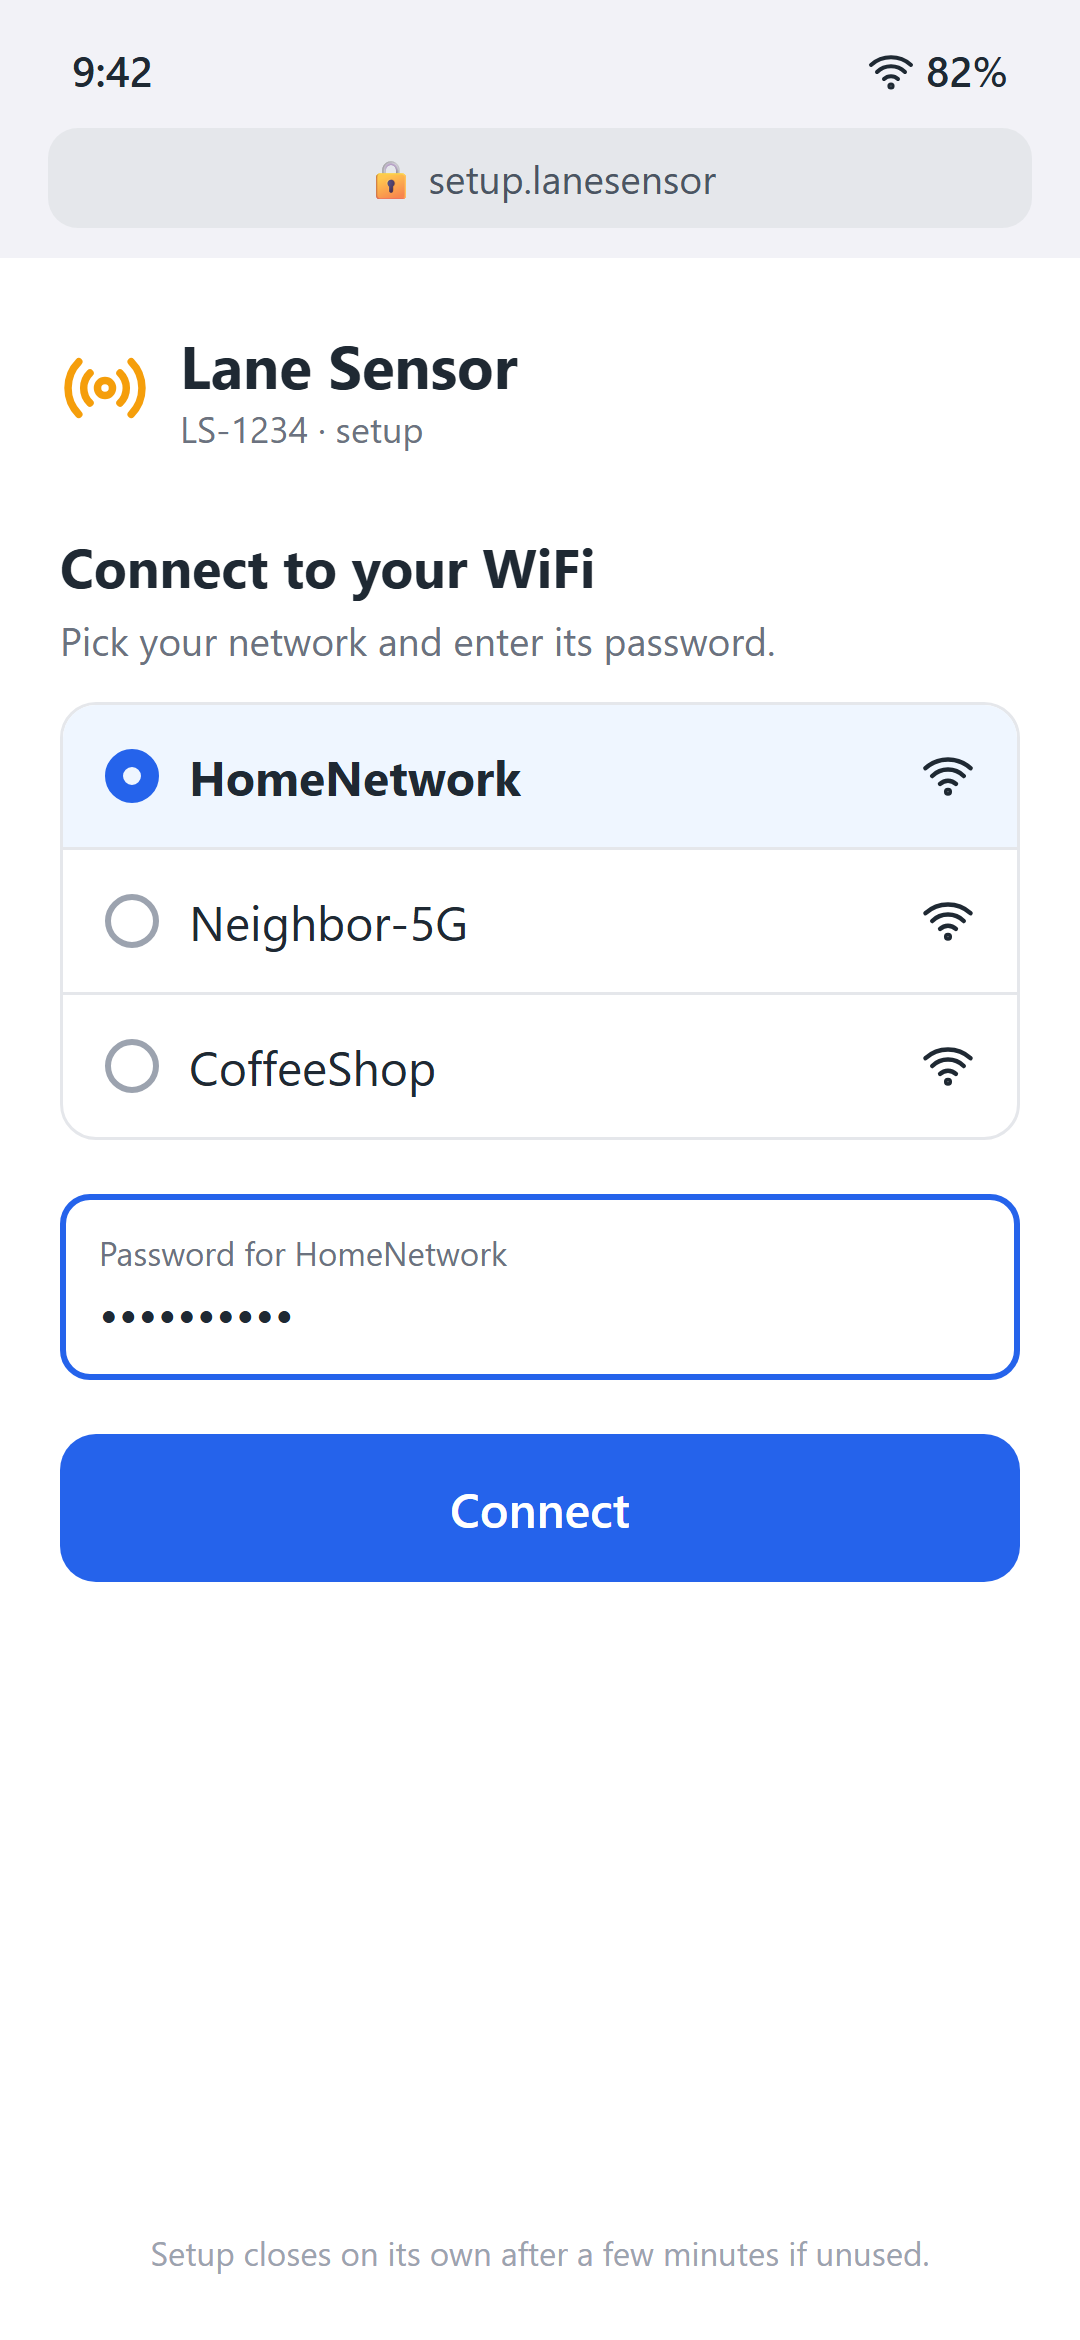 9:42
82%
setup.lanesensor
Lane Sensor
LS-1234 · setup
Connect to your WiFi
Pick your network and enter its password.
HomeNetwork
Neighbor-5G
CoffeeShop
Password for HomeNetwork
••••••••••
Connect
Setup closes on its own after a few minutes if unused.